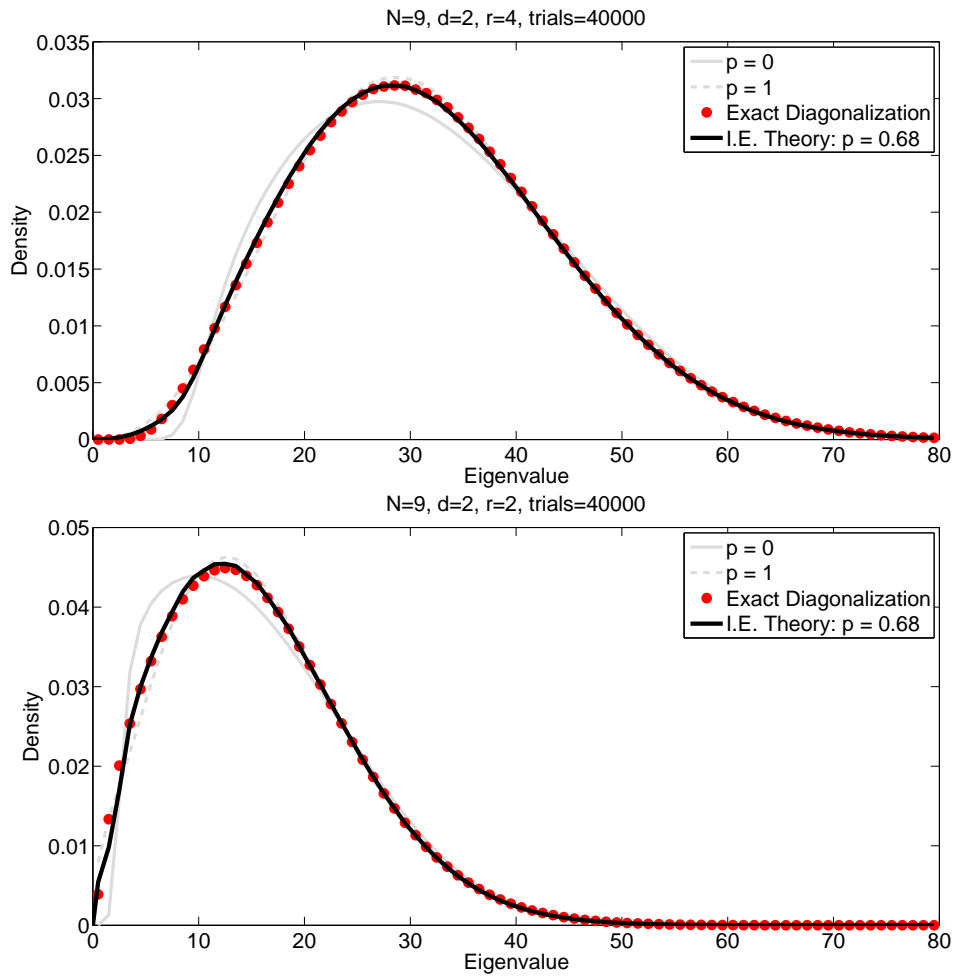 N=9, d=2, r=4, trials=40000
0.035
0.03
0.025
0.02
0.015
0.01
0.005
0
Density
p = 0
p = 1
Exact Diagonalization
I.E. Theory: p = 0.68
0 10 20 30 40 50 60 70 80
Eigenvalue
N=9, d=2, r=2, trials=40000
0.05
0.04
0.03
0.02
0.01
0
Density
p = 0
p = 1
Exact Diagonalization
I.E. Theory: p = 0.68
0 10 20 30 40 50 60 70 80
Eigenvalue